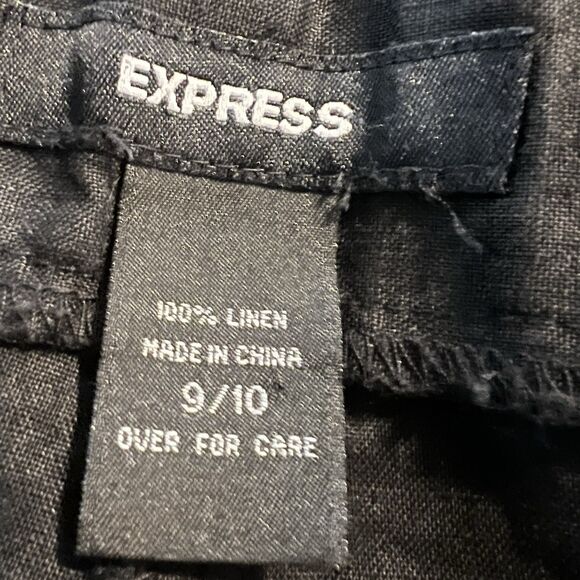 EXPRESS
100% LINEN
MADE IN CHINA
9/10
OVER FOR CARE